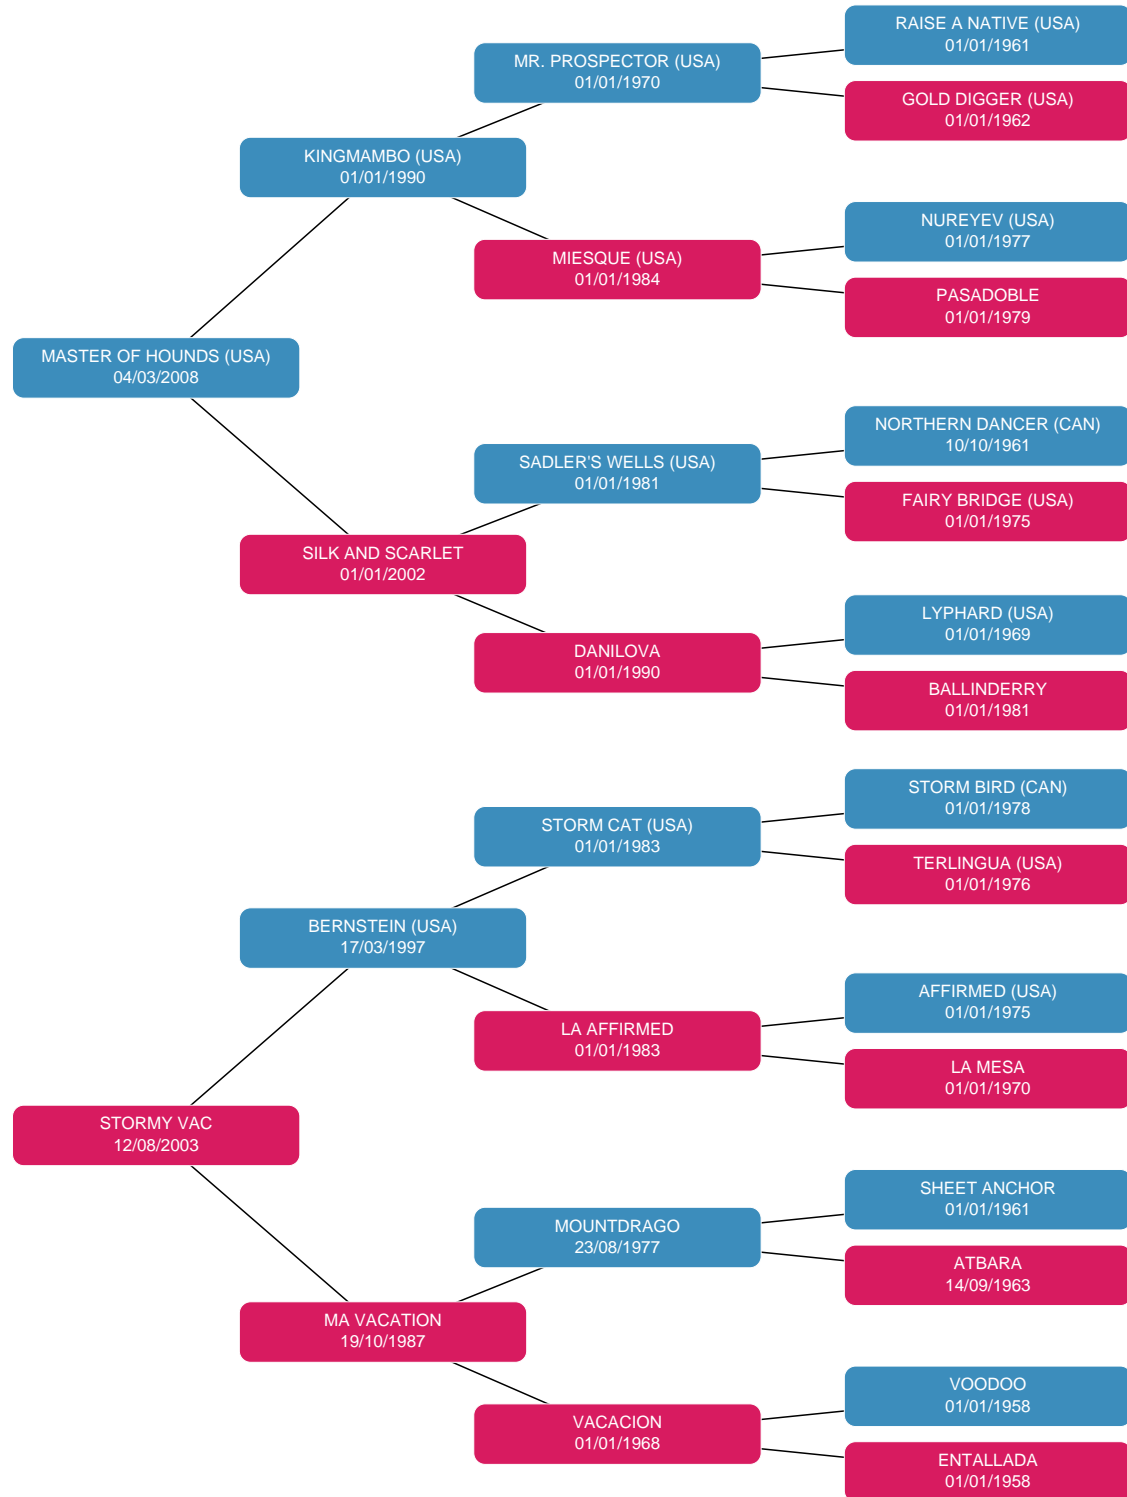 RAISE A NATIVE (USA)
01/01/1961
MR. PROSPECTOR (USA)
01/01/1970
GOLD DIGGER (USA)
01/01/1962
KINGMAMBO (USA)
01/01/1990
NUREYEV (USA)
01/01/1977
MIESQUE (USA)
01/01/1984
PASADOBLE
01/01/1979
MASTER OF HOUNDS (USA)
04/03/2008
NORTHERN DANCER (CAN)
10/10/1961
SADLER'S WELLS (USA)
01/01/1981
FAIRY BRIDGE (USA)
01/01/1975
SILK AND SCARLET
01/01/2002
LYPHARD (USA)
01/01/1969
DANILOVA
01/01/1990
BALLINDERRY
01/01/1981
STORM BIRD (CAN)
01/01/1978
STORM CAT (USA)
01/01/1983
TERLINGUA (USA)
01/01/1976
BERNSTEIN (USA)
17/03/1997
AFFIRMED (USA)
01/01/1975
LA AFFIRMED
01/01/1983
LA MESA
01/01/1970
STORMY VAC
12/08/2003
SHEET ANCHOR
01/01/1961
MOUNTDRAGO
23/08/1977
ATBARA
14/09/1963
MA VACATION
19/10/1987
VOODOO
01/01/1958
VACACION
01/01/1968
ENTALLADA
01/01/1958